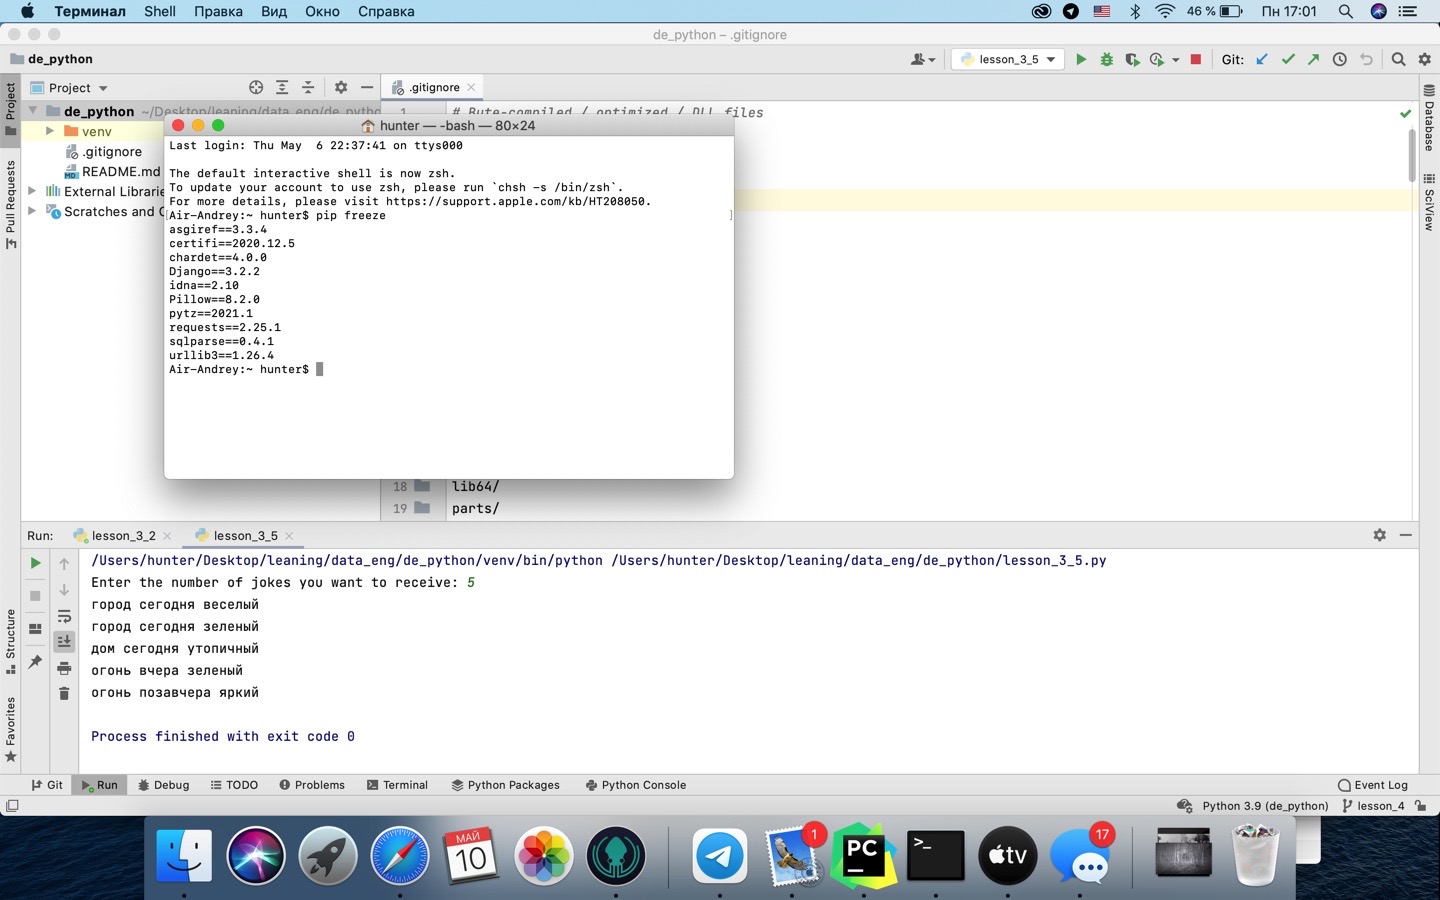 Терминал Shell Правка Вид Окно Справка 46 % Пн 17:01
de_python – .gitignore
de_python lesson_3_5 Git:
Project .gitignore
de_python ~/Desktop/leaning/data_eng/de_pytho 1 # Byte-compiled / optimized / DLL files
venv
.gitignore
README.md
External Librarie
Scratches and C
Project
Pull Requests
Structure
Favorites
Database
SciView
hunter — -bash — 80×24
Last login: Thu May  6 22:37:41 on ttys000
The default interactive shell is now zsh.
To update your account to use zsh, please run `chsh -s /bin/zsh`.
For more details, please visit https://support.apple.com/kb/HT208050.
[Air-Andrey:~ hunter$ pip freeze ]
asgiref==3.3.4
certifi==2020.12.5
chardet==4.0.0
Django==3.2.2
idna==2.10
Pillow==8.2.0
pytz==2021.1
requests==2.25.1
sqlparse==0.4.1
urllib3==1.26.4
Air-Andrey:~ hunter$
18 lib64/
19 parts/
Run: lesson_3_2 lesson_3_5
/Users/hunter/Desktop/leaning/data_eng/de_python/venv/bin/python /Users/hunter/Desktop/leaning/data_eng/de_python/lesson_3_5.py
Enter the number of jokes you want to receive: 5
город сегодня веселый
город сегодня зеленый
дом сегодня утопичный
огонь вчера зеленый
огонь позавчера яркий
Process finished with exit code 0
Git Run Debug TODO Problems Terminal Python Packages Python Console Event Log
Python 3.9 (de_python) lesson_4
МАЙ
10
1
PC
>_
tv
17